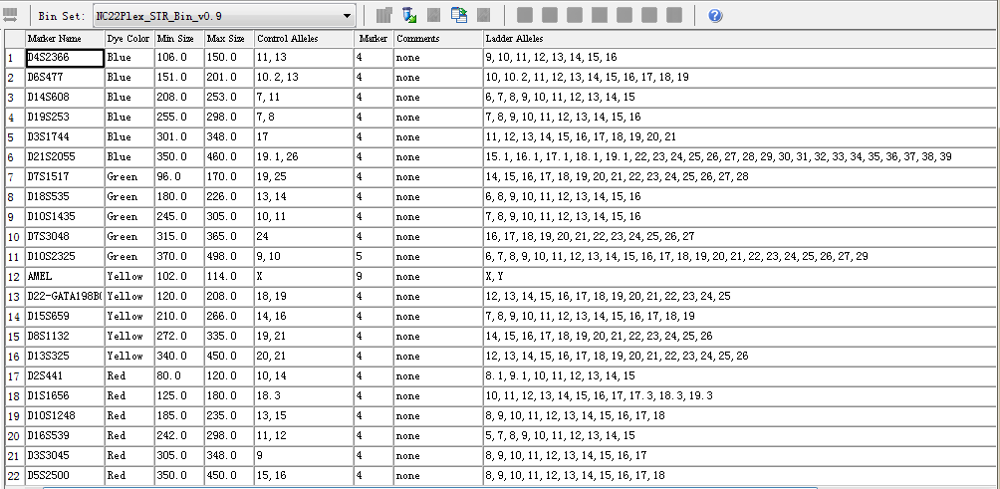 Bin Set: NC22Plex_STR_Bin_v0.9
Marker Name Dye Color Min Size Max Size Control Alleles Marker Comments Ladder Alleles
1 D4S2366 Blue 106.0 150.0 11,13 4 none 9,10,11,12,13,14,15,16
2 D6S477 Blue 151.0 201.0 10.2,13 4 none 10,10.2,11,12,13,14,15,16,17,18,19
3 D14S608 Blue 208.0 253.0 7,11 4 none 6,7,8,9,10,11,12,13,14,15
4 D19S253 Blue 255.0 298.0 7,8 4 none 7,8,9,10,11,12,13,14,15,16
5 D3S1744 Blue 301.0 348.0 17 4 none 11,12,13,14,15,16,17,18,19,20,21
6 D21S2055 Blue 350.0 460.0 19.1,26 4 none 15.1,16.1,17.1,18.1,19.1,22,23,24,25,26,27,28,29,30,31,32,33,34,35,36,37,38,39
7 D7S1517 Green 96.0 170.0 19,25 4 none 14,15,16,17,18,19,20,21,22,23,24,25,26,27,28
8 D18S535 Green 180.0 226.0 13,14 4 none 6,8,9,10,11,12,13,14,15,16
9 D10S1435 Green 245.0 305.0 10,11 4 none 7,8,9,10,11,12,13,14,15,16
10 D7S3048 Green 315.0 365.0 24 4 none 16,17,18,19,20,21,22,23,24,25,26,27
11 D10S2325 Green 370.0 498.0 9,10 5 none 6,7,8,9,10,11,12,13,14,15,16,17,18,19,20,21,22,23,24,25,26,27,29
12 AMEL Yellow 102.0 114.0 X 9 none X,Y
13 D22-GATA198B Yellow 120.0 208.0 18,19 4 none 12,13,14,15,16,17,18,19,20,21,22,23,24,25
14 D15S659 Yellow 210.0 266.0 14,16 4 none 7,8,9,10,11,12,13,14,15,16,17,18,19
15 D8S1132 Yellow 272.0 335.0 19,21 4 none 14,15,16,17,18,19,20,21,22,23,24,25,26
16 D13S325 Yellow 340.0 450.0 20,21 4 none 12,13,14,15,16,17,18,19,20,21,22,23,24,25,26
17 D2S441 Red 80.0 120.0 10,14 4 none 8.1,9.1,10,11,12,13,14,15
18 D1S1656 Red 125.0 180.0 18.3 4 none 10,11,12,13,14,15,16,17,17.3,18.3,19.3
19 D10S1248 Red 185.0 235.0 13,15 4 none 8,9,10,11,12,13,14,15,16,17,18
20 D16S539 Red 242.0 298.0 11,12 4 none 5,7,8,9,10,11,12,13,14,15
21 D3S3045 Red 305.0 348.0 9 4 none 8,9,10,11,12,13,14,15,16,17
22 D5S2500 Red 350.0 450.0 15,16 4 none 8,9,10,11,12,13,14,15,16,17,18